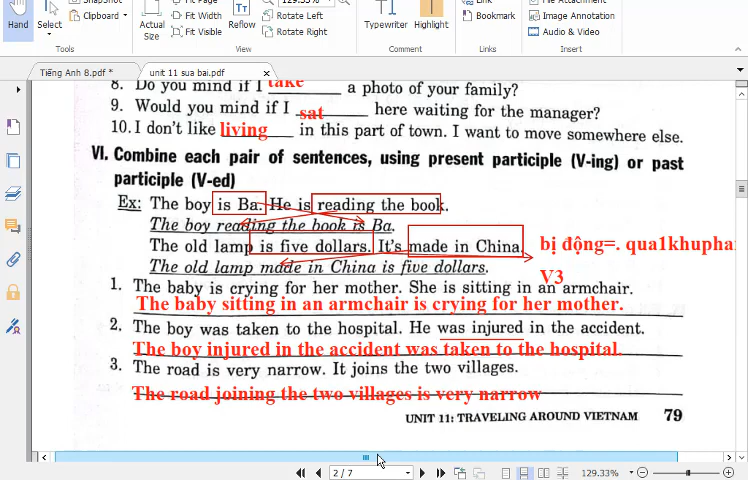 SnapShot
Fit Page
129.33%
Link
File Attachment
Hand
Select
Clipboard
Actual Size
Fit Width
Fit Visible
Rotate Left
Rotate Right
Typewriter
Highlight
Bookmark
Image Annotation
Audio & Video
Tools
View
Comment
Links
Insert
Tiếng Anh 8.pdf *
unit 11 sua bai.pdf
×
8. Do you mind if I take a photo of your family?
9. Would you mind if I sat here waiting for the manager?
10. I don't like living in this part of town. I want to move somewhere else.
VI. Combine each pair of sentences, using present participle (V-ing) or past
participle (V-ed)
Ex: The boy is Ba. He is reading the book.
The boy reading the book is Ba.
The old lamp is five dollars. It's made in China.
bị động=. qua1khupha
The old lamp made in China is five dollars.
V3
1. The baby is crying for her mother. She is sitting in an armchair.
The baby sitting in an armchair is crying for her mother.
2. The boy was taken to the hospital. He was injured in the accident.
The boy injured in the accident was taken to the hospital.
3. The road is very narrow. It joins the two villages.
The road joining the two villages is very narrow
UNIT 11: TRAVELING AROUND VIETNAM 79
2 / 7
129.33%